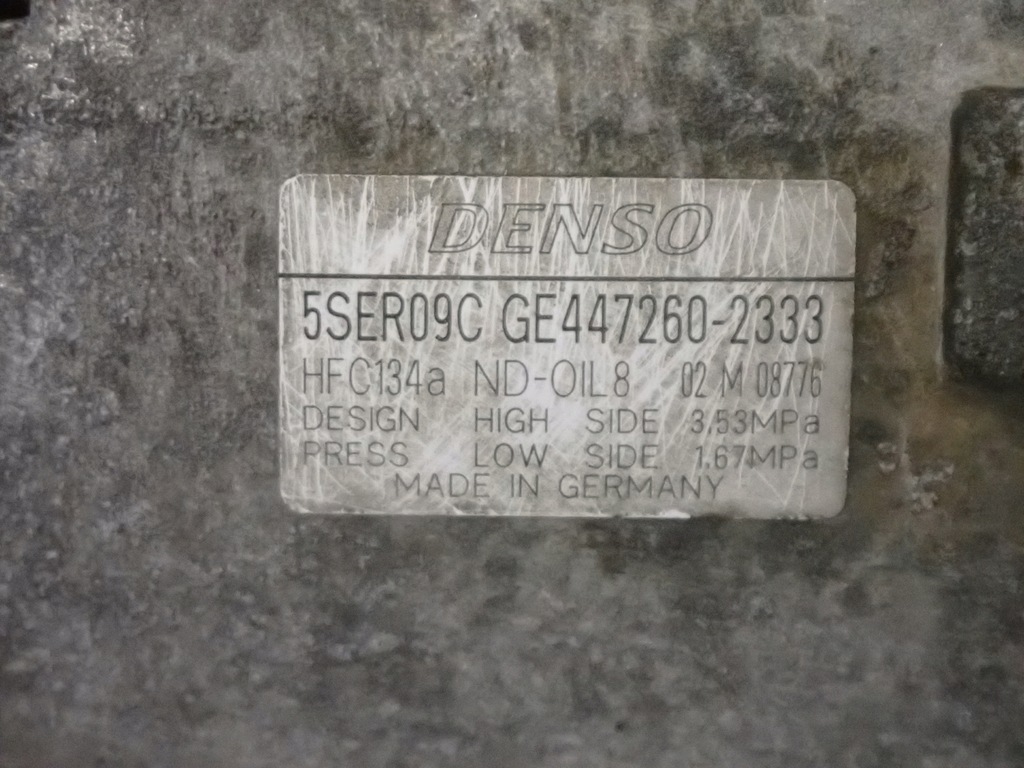 DENSO
5SER09C GE447260-2333
HFC134a ND-OIL8 02 M 08776
DESIGN HIGH SIDE 3.53MPa
PRESS LOW SIDE 1.67MPa
MADE IN GERMANY